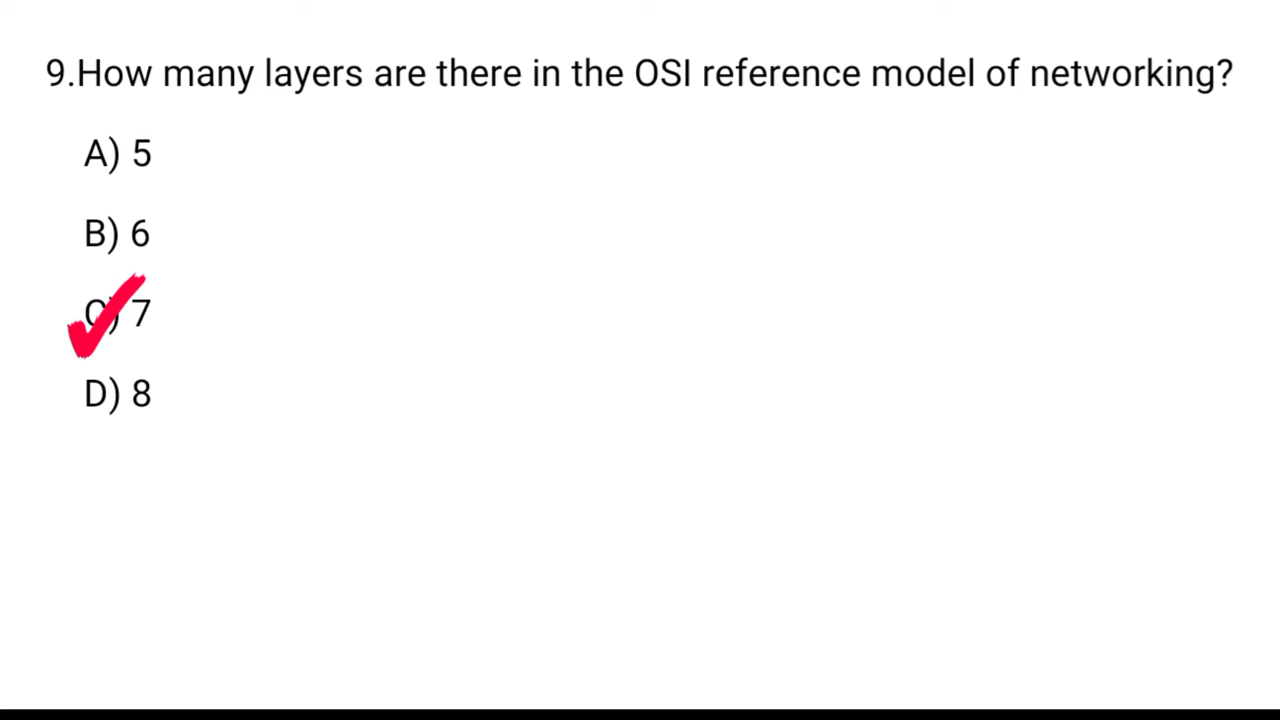 9.How many layers are there in the OSI reference model of networking?
A) 5
B) 6
C) 7
D) 8